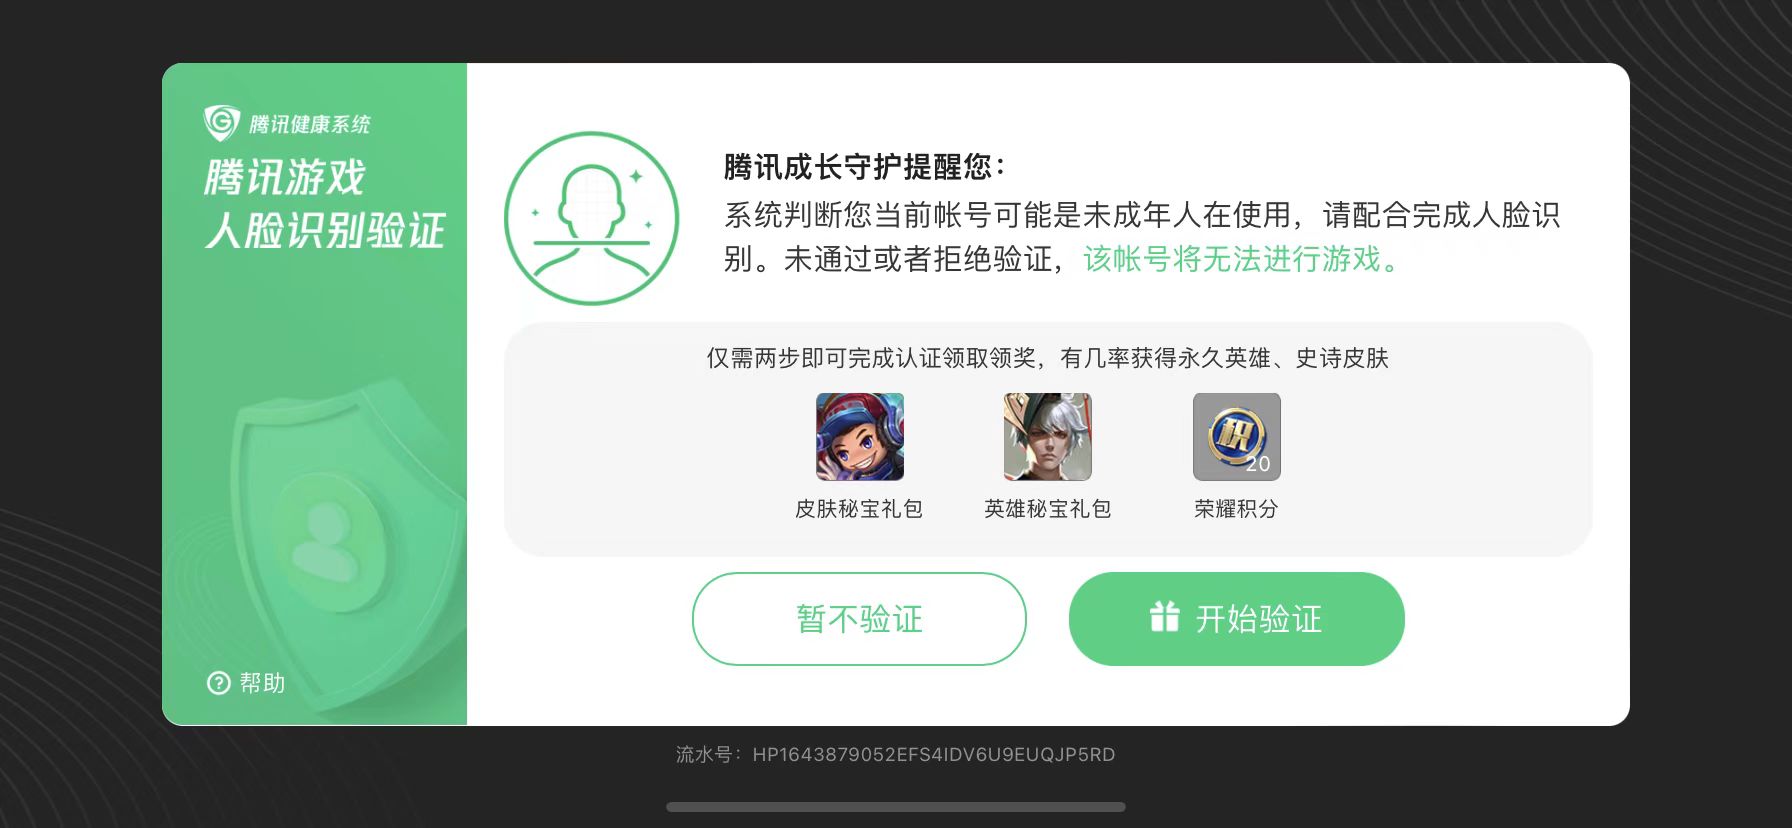 腾讯健康系统
腾讯游戏
人脸识别验证
腾讯成长守护提醒您：
系统判断您当前帐号可能是未成年人在使用，请配合完成人脸识
别。未通过或者拒绝验证，该帐号将无法进行游戏。
仅需两步即可完成认证领取领奖，有几率获得永久英雄、史诗皮肤
积
20
皮肤秘宝礼包
英雄秘宝礼包
荣耀积分
暂不验证
开始验证
? 帮助
流水号：HP1643879052EFS4IDV6U9EUQJP5RD